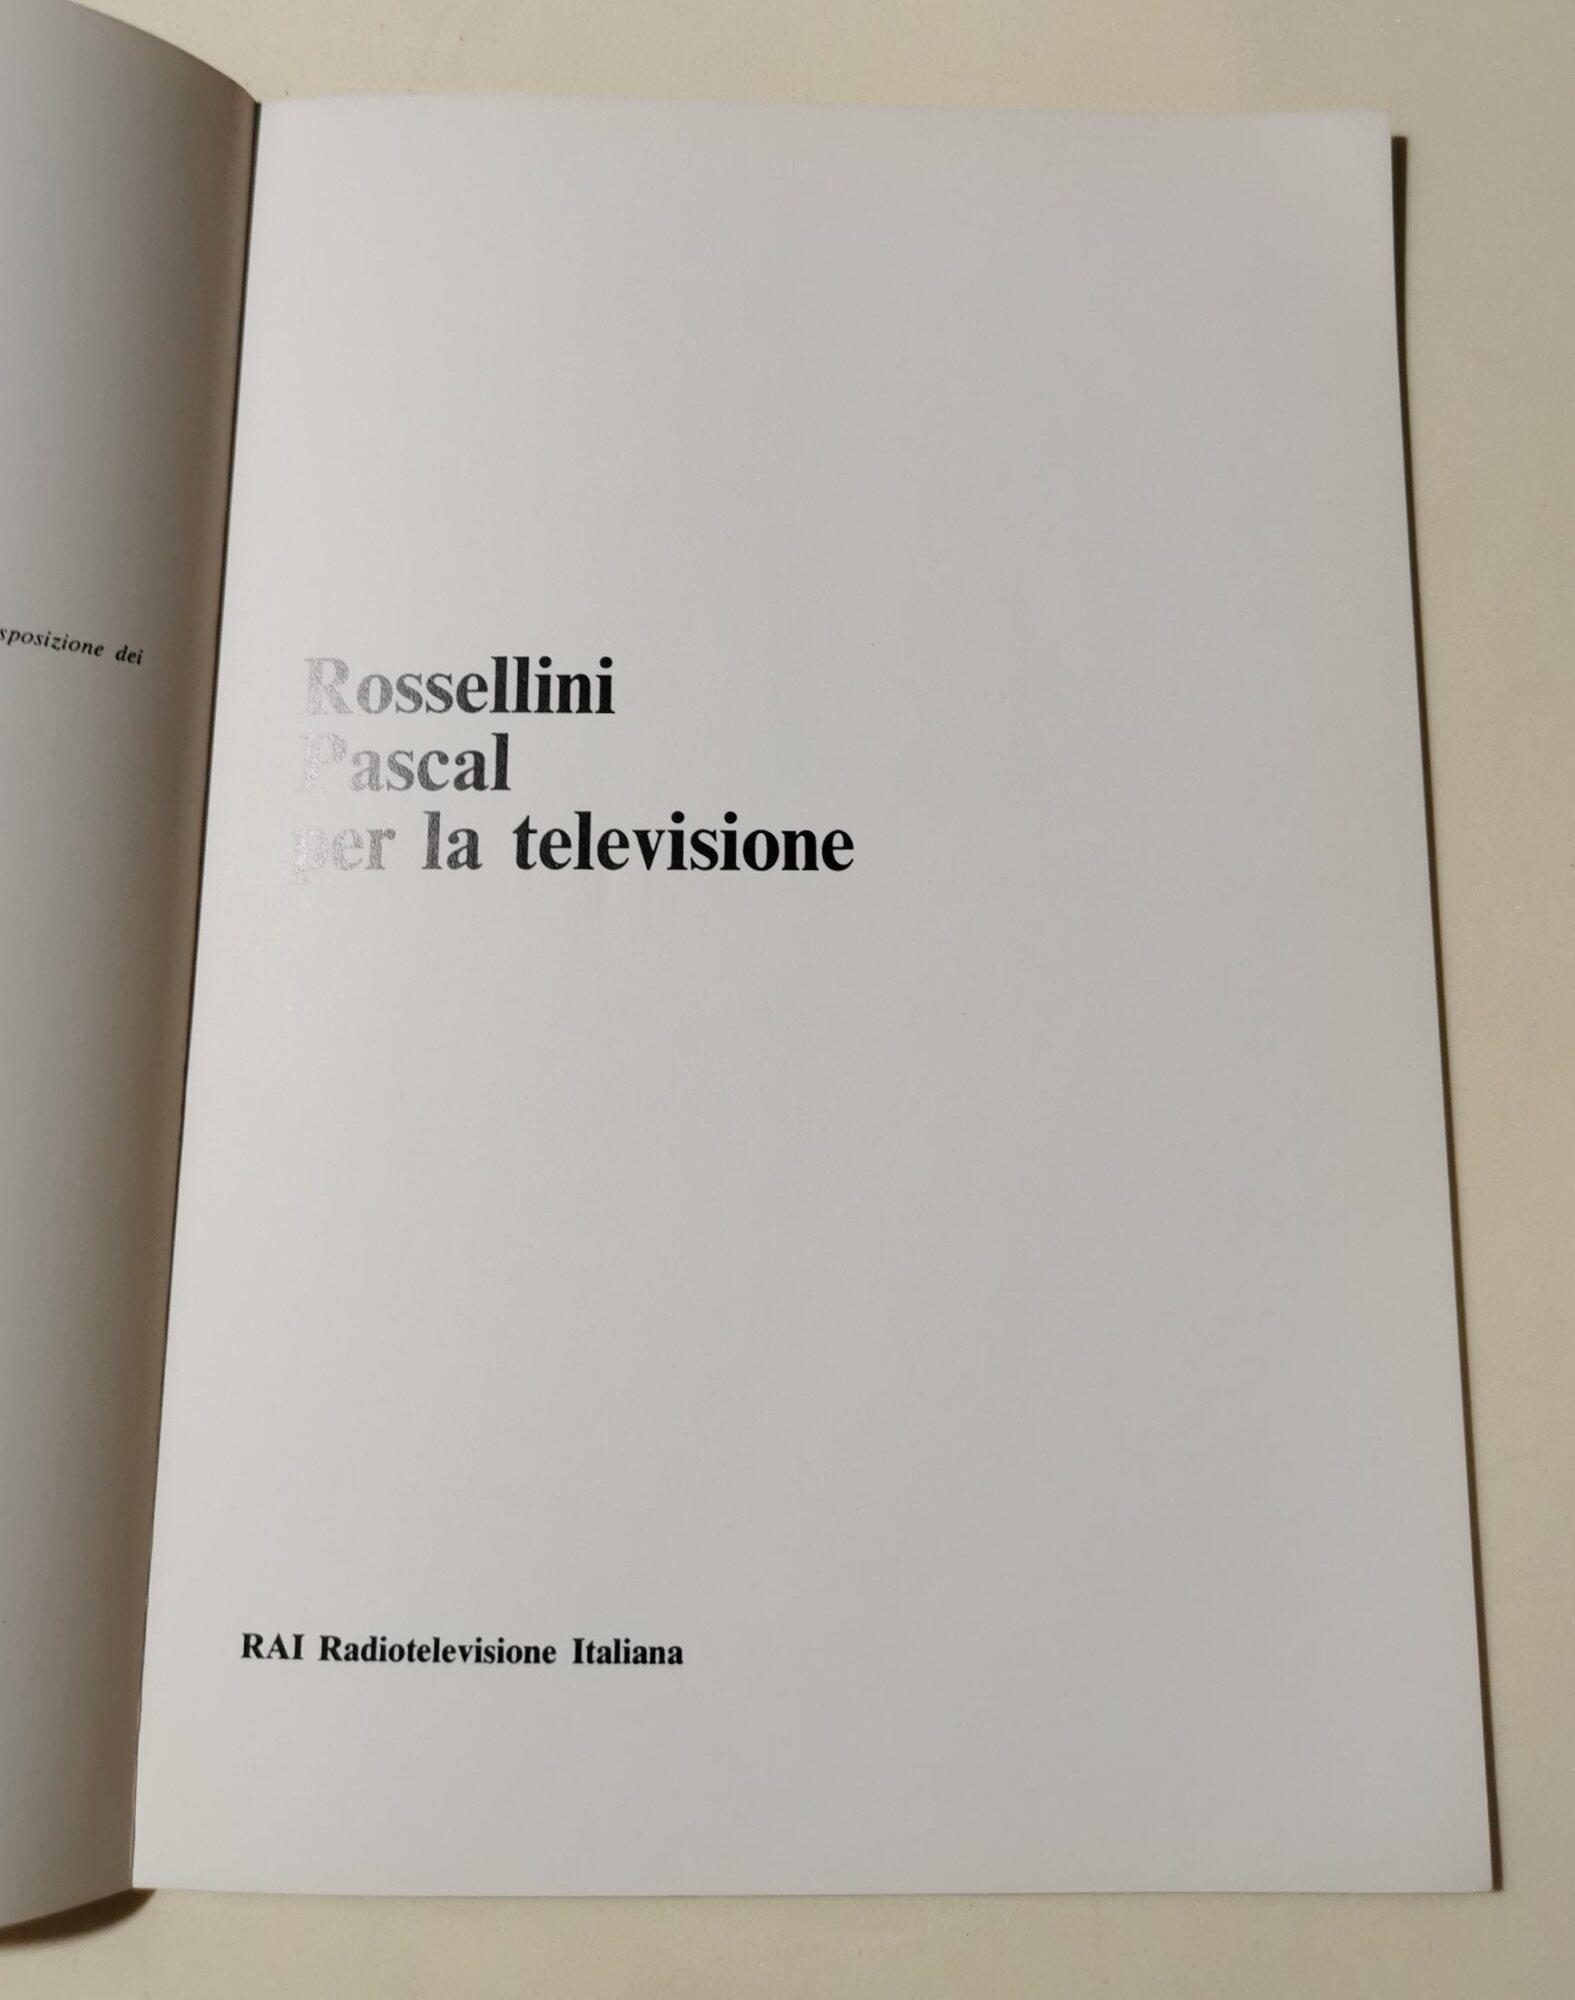 sposizione dei
Rossellini
Pascal
per la televisione
RAI Radiotelevisione Italiana